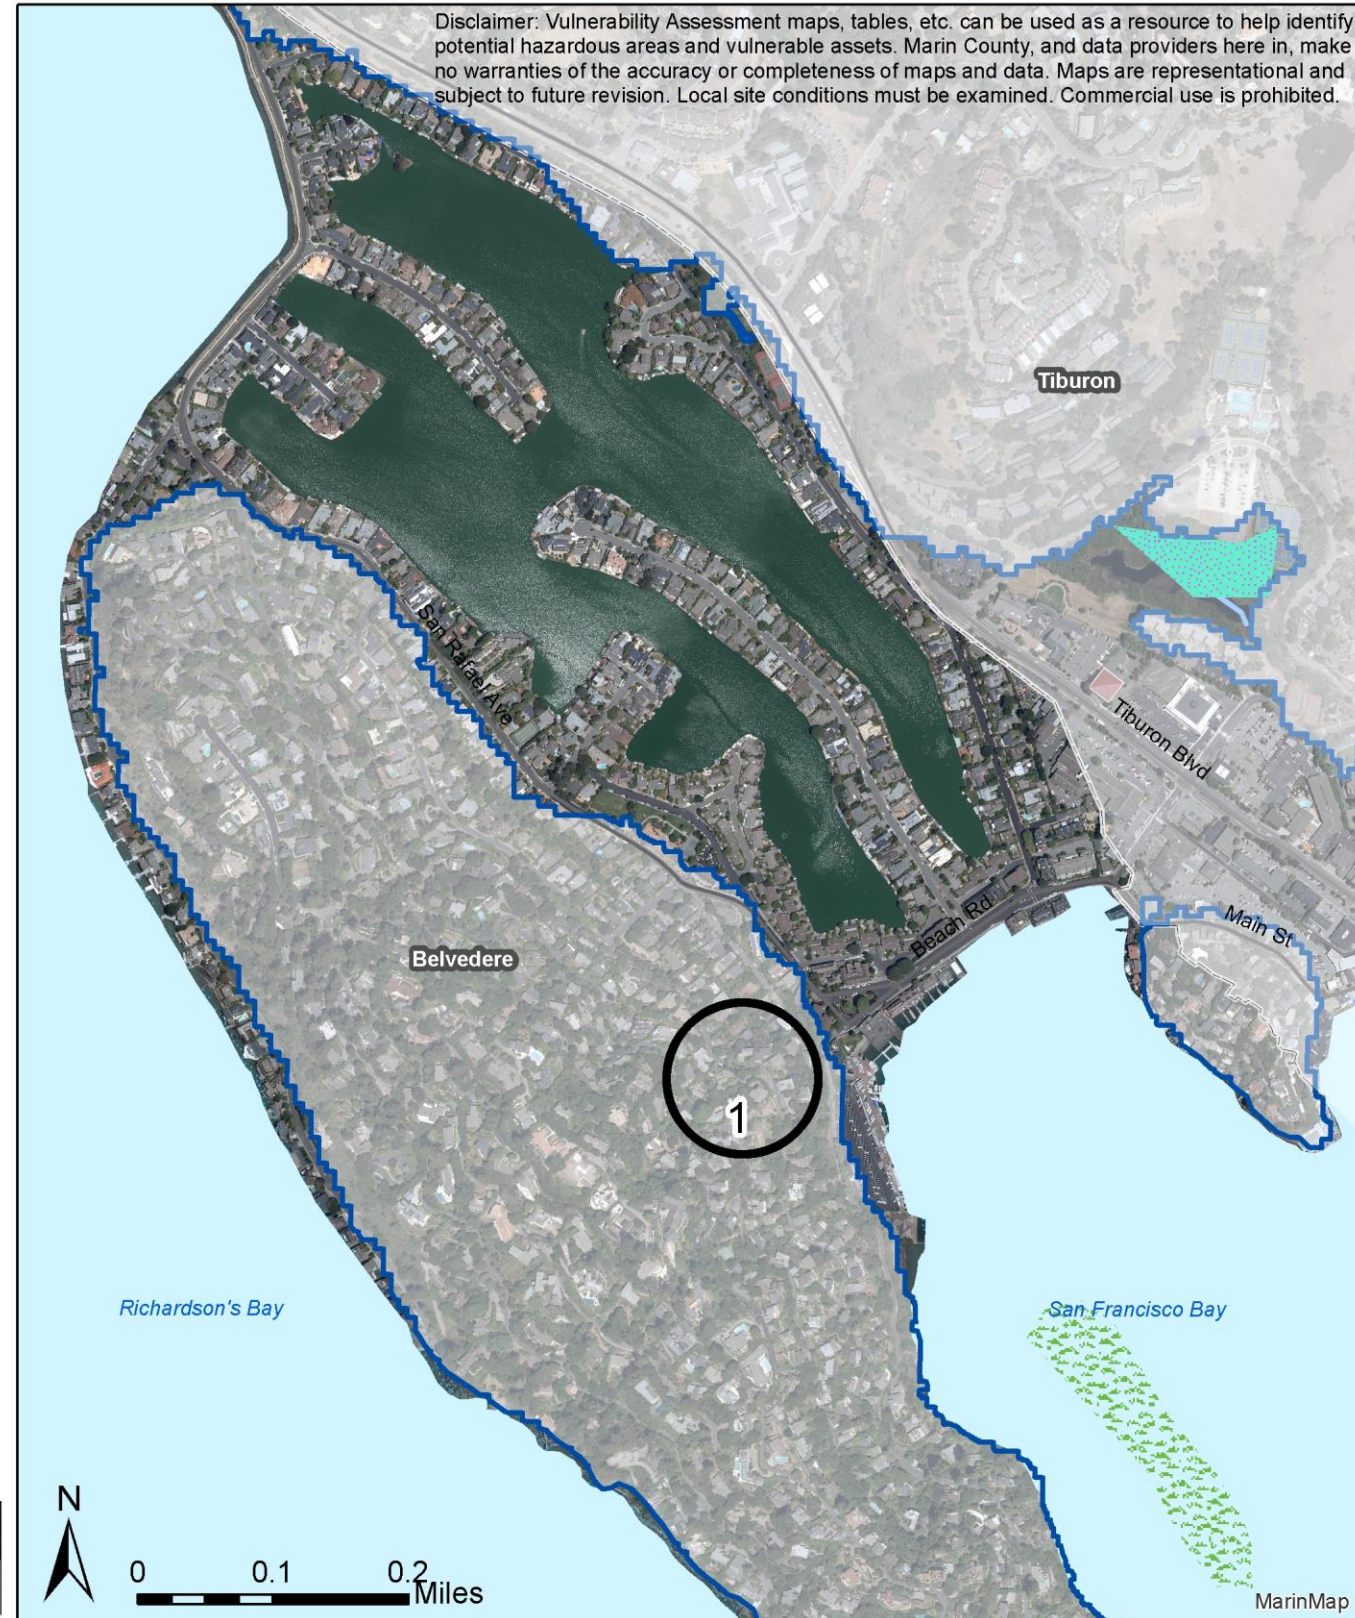 Disclaimer: Vulnerability Assessment maps, tables, etc. can be used as a resource to help identify
potential hazardous areas and vulnerable assets. Marin County, and data providers here in, make
no warranties of the accuracy or completeness of maps and data. Maps are representational and
subject to future revision. Local site conditions must be examined. Commercial use is prohibited.
Tiburon
San Rafael Ave
Tiburon Blvd
Beach Rd
Main St
Belvedere
1
Richardson's Bay
San Francisco Bay
N
0 0.1 0.2
Miles
MarinMap